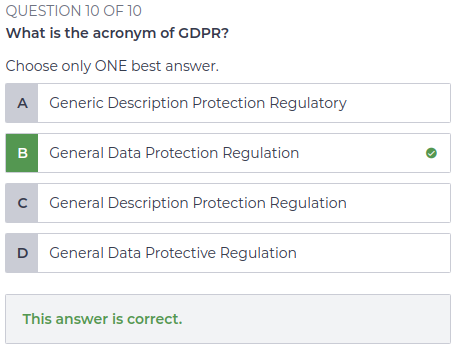 QUESTION 10 OF 10
What is the acronym of GDPR?
Choose only ONE best answer.
A Generic Description Protection Regulatory
B General Data Protection Regulation
C General Description Protection Regulation
D General Data Protective Regulation
This answer is correct.